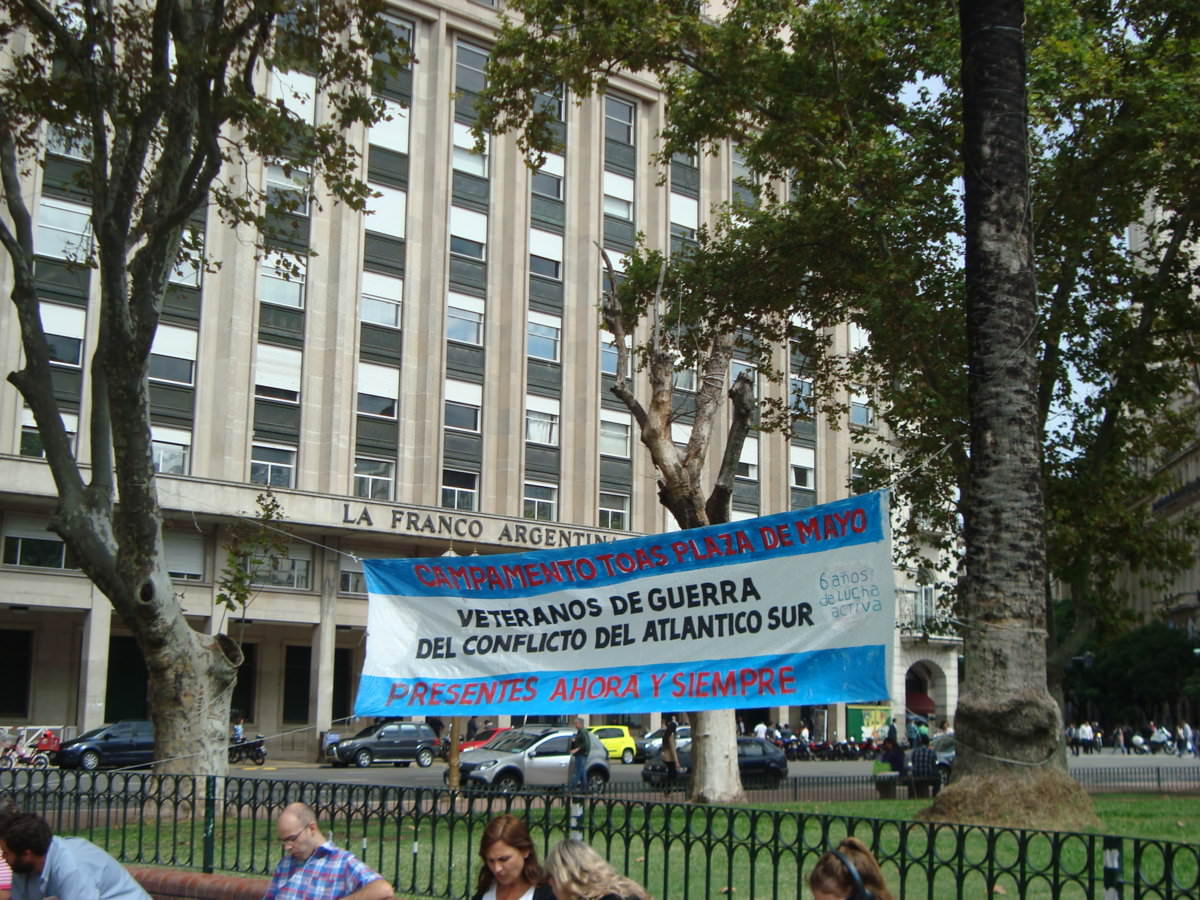 LA FRANCO ARGENTINA
CAMPAMENTO TOAS PLAZA DE MAYO
VETERANOS DE GUERRA
DEL CONFLICTO DEL ATLANTICO SUR
6 años
de LUCHA
ACTIVA
PRESENTES AHORA Y SIEMPRE